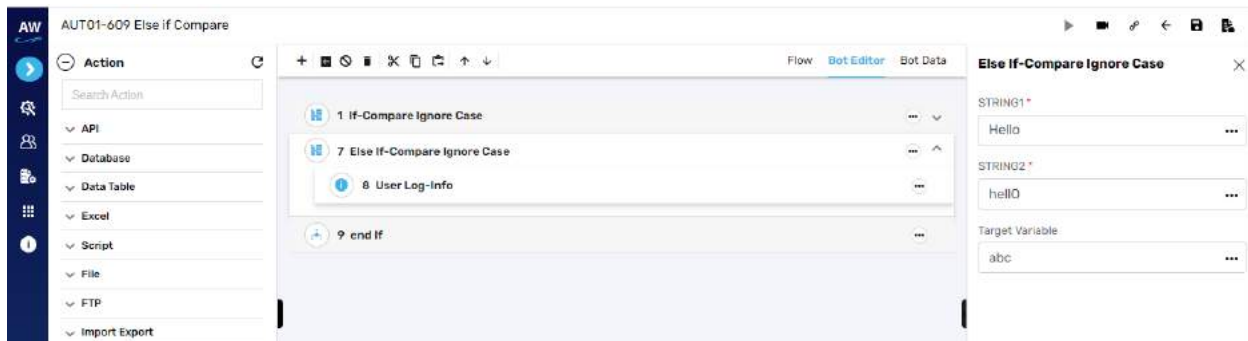 AW
AUT01-609 Else if Compare
Action
Search Action
API
Database
Data Table
Excel
Script
File
FTP
Import Export
Flow
Bot Editor
Bot Data
1 If-Compare Ignore Case
7 Else If-Compare Ignore Case
8 User Log-Info
9 end If
Else If-Compare Ignore Case
STRING1*
Hello
STRING2 *
hellO
Target Variable
abc